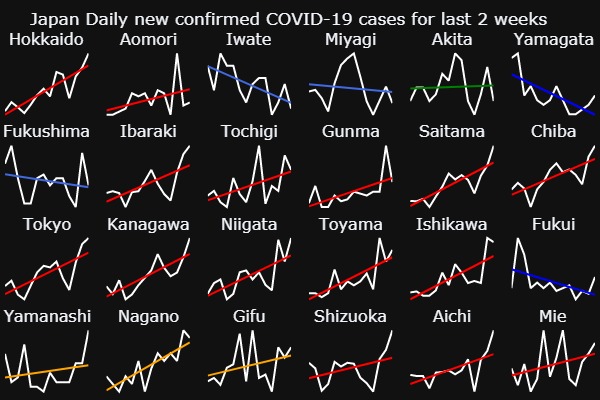 Japan Daily new confirmed COVID-19 cases for last 2 weeks
Hokkaido Aomori Iwate Miyagi Akita Yamagata
Fukushima Ibaraki Tochigi Gunma Saitama Chiba
Tokyo Kanagawa Niigata Toyama Ishikawa Fukui
Yamanashi Nagano Gifu Shizuoka Aichi Mie